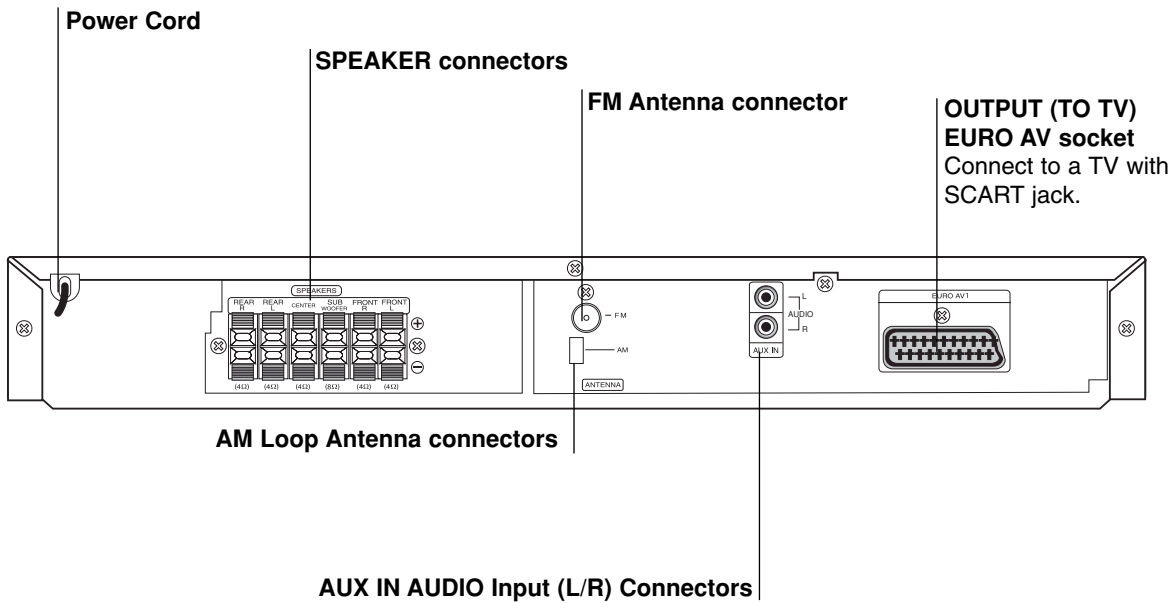 Power Cord
SPEAKER connectors
FM Antenna connector
OUTPUT (TO TV)
EURO AV socket
Connect to a TV with
SCART jack.
SPEAKERS
REAR R
REAR L
CENTER
SUB WOOFER
FRONT R
FRONT L
+
−
(4Ω) (4Ω) (4Ω) (8Ω) (4Ω) (4Ω)
FM
AM
ANTENNA
L
AUDIO
R
AUX IN
EURO AV1
AM Loop Antenna connectors
AUX IN AUDIO Input (L/R) Connectors